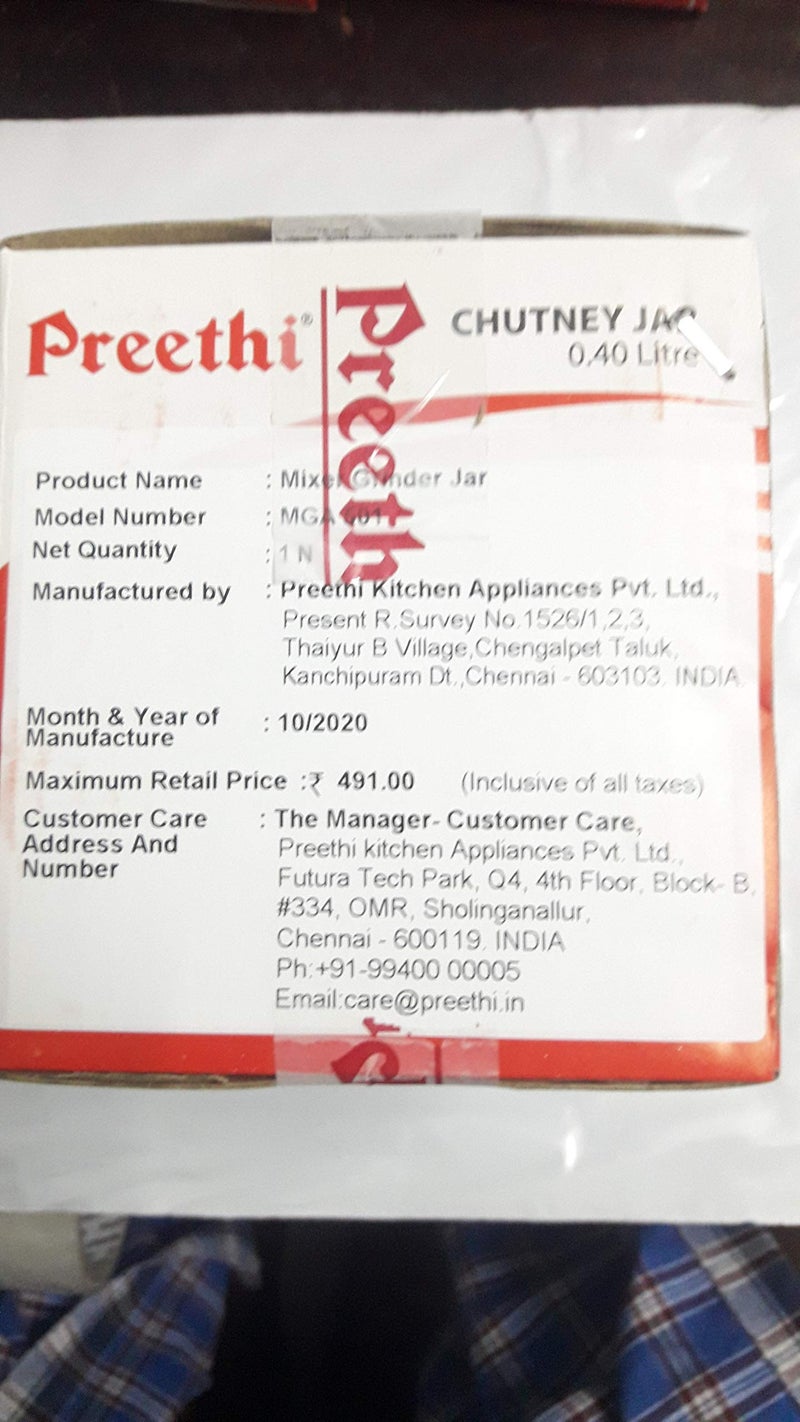 Preethi®
Preethi
CHUTNEY JAR
0.40 Litre
Product Name : Mixer Grinder Jar
Model Number : MGA
Net Quantity : 1 N
Manufactured by : Preethi Kitchen Appliances Pvt. Ltd.,
Present R.Survey No.1526/1,2,3,
Thaiyur B Village,Chengalpet Taluk,
Kanchipuram Dt.,Chennai - 603103. INDIA.
Month & Year of
Manufacture : 10/2020
Maximum Retail Price :₹ 491.00 (Inclusive of all taxes)
Customer Care : The Manager- Customer Care,
Address And Preethi kitchen Appliances Pvt. Ltd.,
Number Futura Tech Park, Q4, 4th Floor, Block- B,
#334, OMR, Sholinganallur,
Chennai - 600119. INDIA
Ph:+91-99400 00005
Email:care@preethi.in